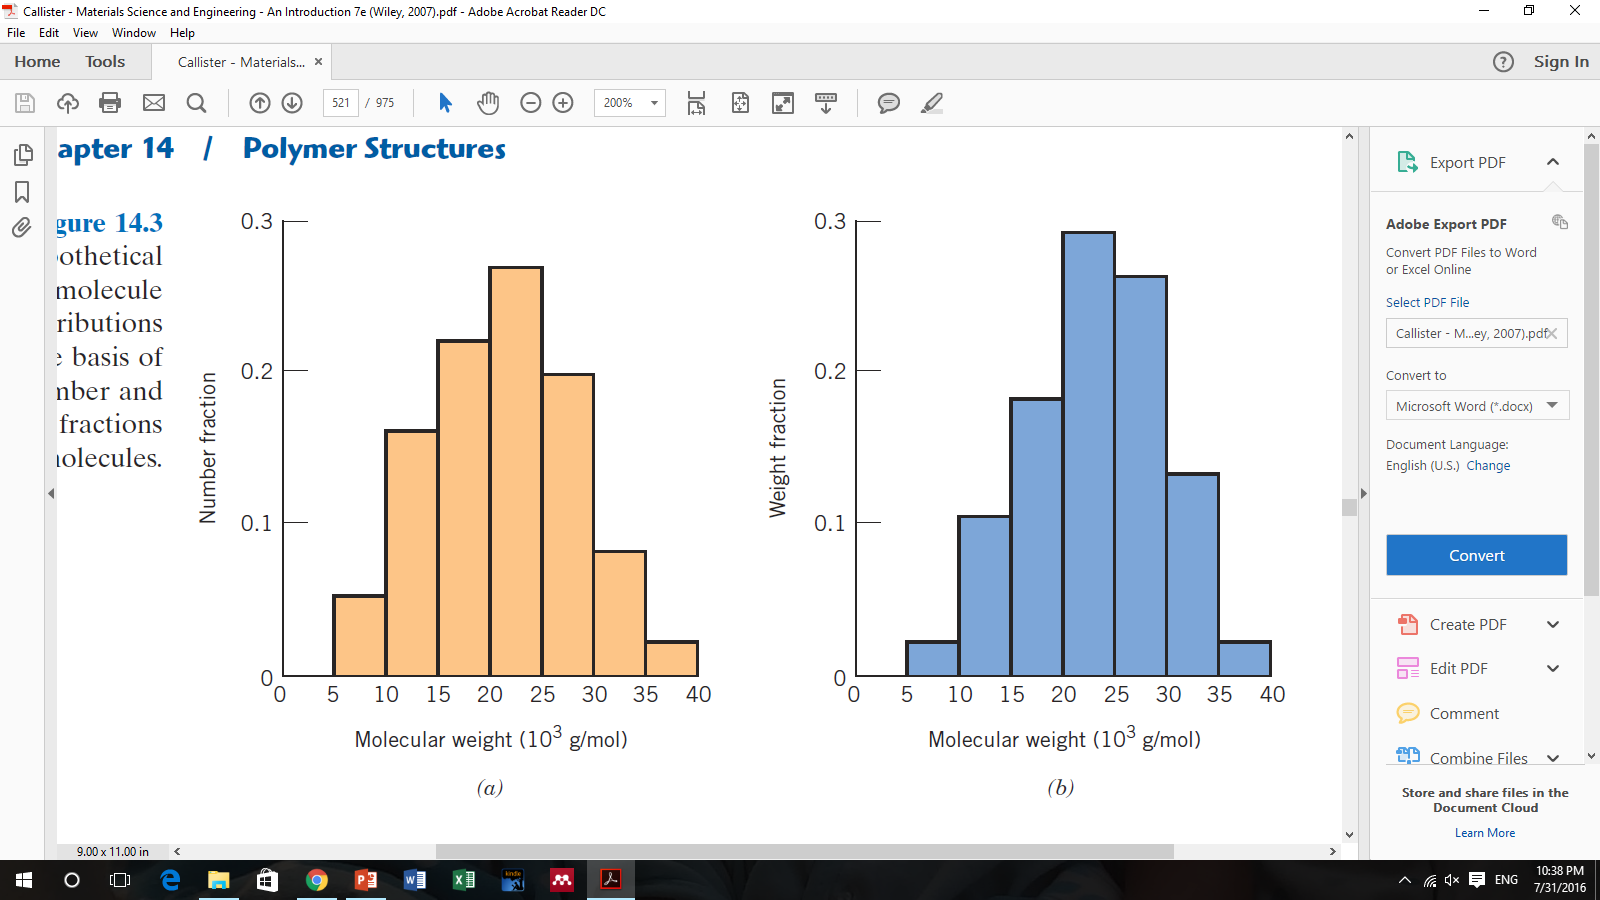 Callister - Materials Science and Engineering - An Introduction 7e (Wiley, 2007).pdf - Adobe Acrobat Reader DC
File Edit View Window Help
Home Tools Callister - Materials... × ? Sign In
521 / 975 200%
apter 14 / Polymer Structures
gure 14.3
othetical
molecule
ributions
e basis of
mber and
fractions
olecules.
0.3
0.2
0.1
0
Number fraction
0 5 10 15 20 25 30 35 40
Molecular weight (10³ g/mol)
(a)
0.3
0.2
0.1
0
Weight fraction
0 5 10 15 20 25 30 35 40
Molecular weight (10³ g/mol)
(b)
Export PDF
Adobe Export PDF
Convert PDF Files to Word
or Excel Online
Select PDF File
Callister - M...ey, 2007).pdf
Convert to
Microsoft Word (*.docx)
Document Language:
English (U.S.) Change
Convert
Create PDF
Edit PDF
Comment
Combine Files
Store and share files in the
Document Cloud
Learn More
9.00 x 11.00 in
kindle
ENG
10:38 PM
7/31/2016